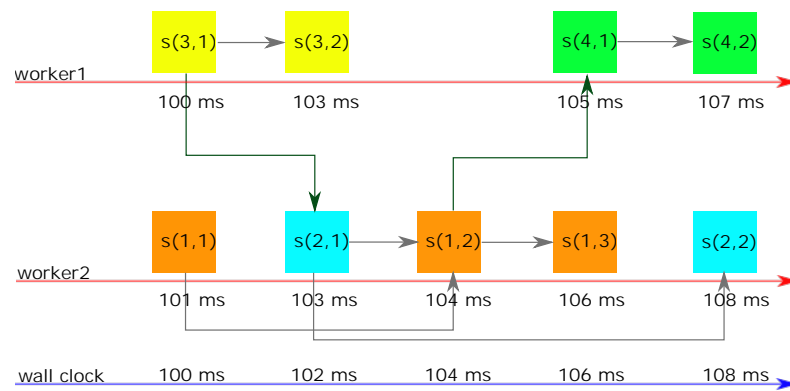 s(3,1) s(3,2) s(4,1) s(4,2)
worker1
100 ms 103 ms 105 ms 107 ms
s(1,1) s(2,1) s(1,2) s(1,3) s(2,2)
worker2
101 ms 103 ms 104 ms 106 ms 108 ms
wall clock 100 ms 102 ms 104 ms 106 ms 108 ms